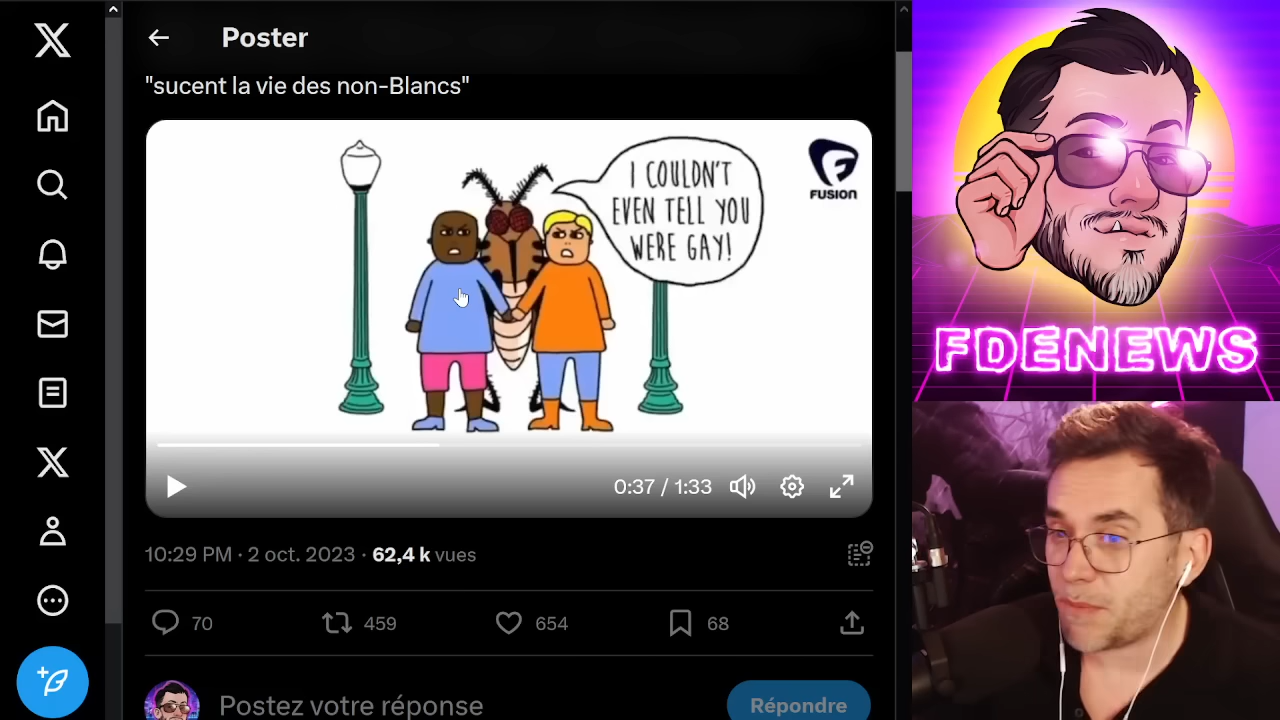 Poster
"sucent la vie des non-Blancs"
I COULDN'T
EVEN TELL YOU
WERE GAY!
FUSION
0:37 / 1:33
10:29 PM · 2 oct. 2023 · 62,4 k vues
70
459
654
68
Postez votre réponse
Répondre
FDENEWS